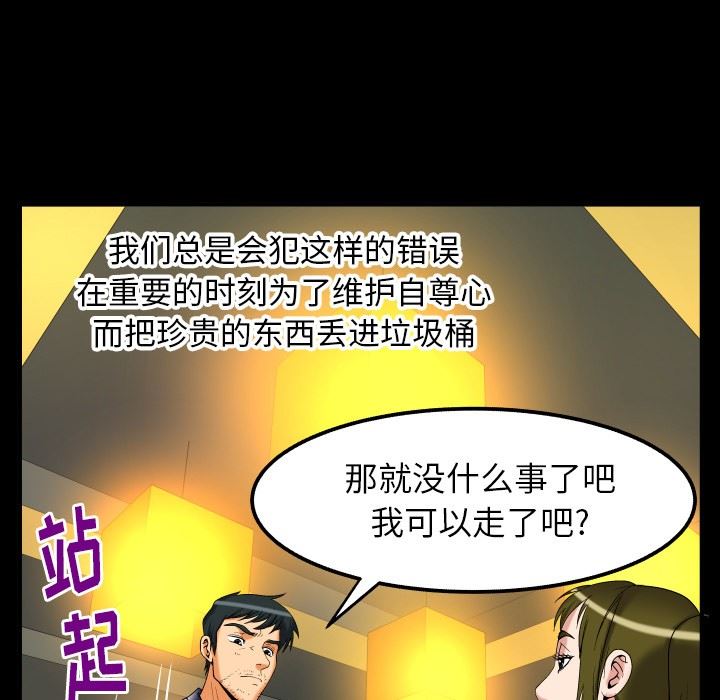 我们总是会犯这样的错误
在重要的时刻为了维护自尊心
而把珍贵的东西丢进垃圾桶
那就没什么事了吧
我可以走了吧?
站起